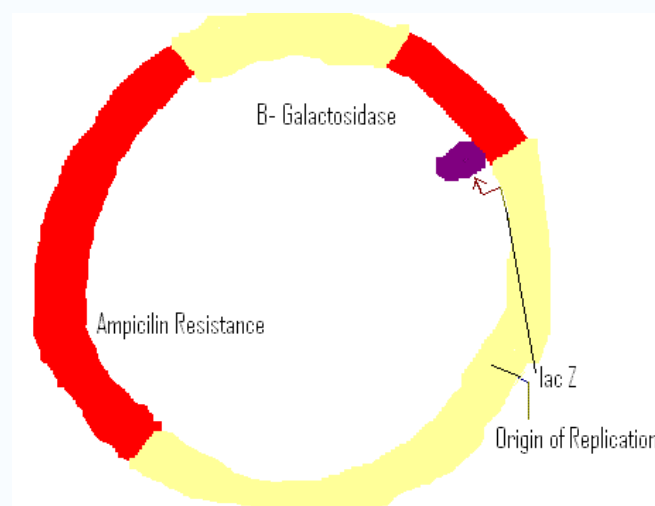 B- Galactosidase
Ampicilin Resistance
lac Z
Origin of Replication